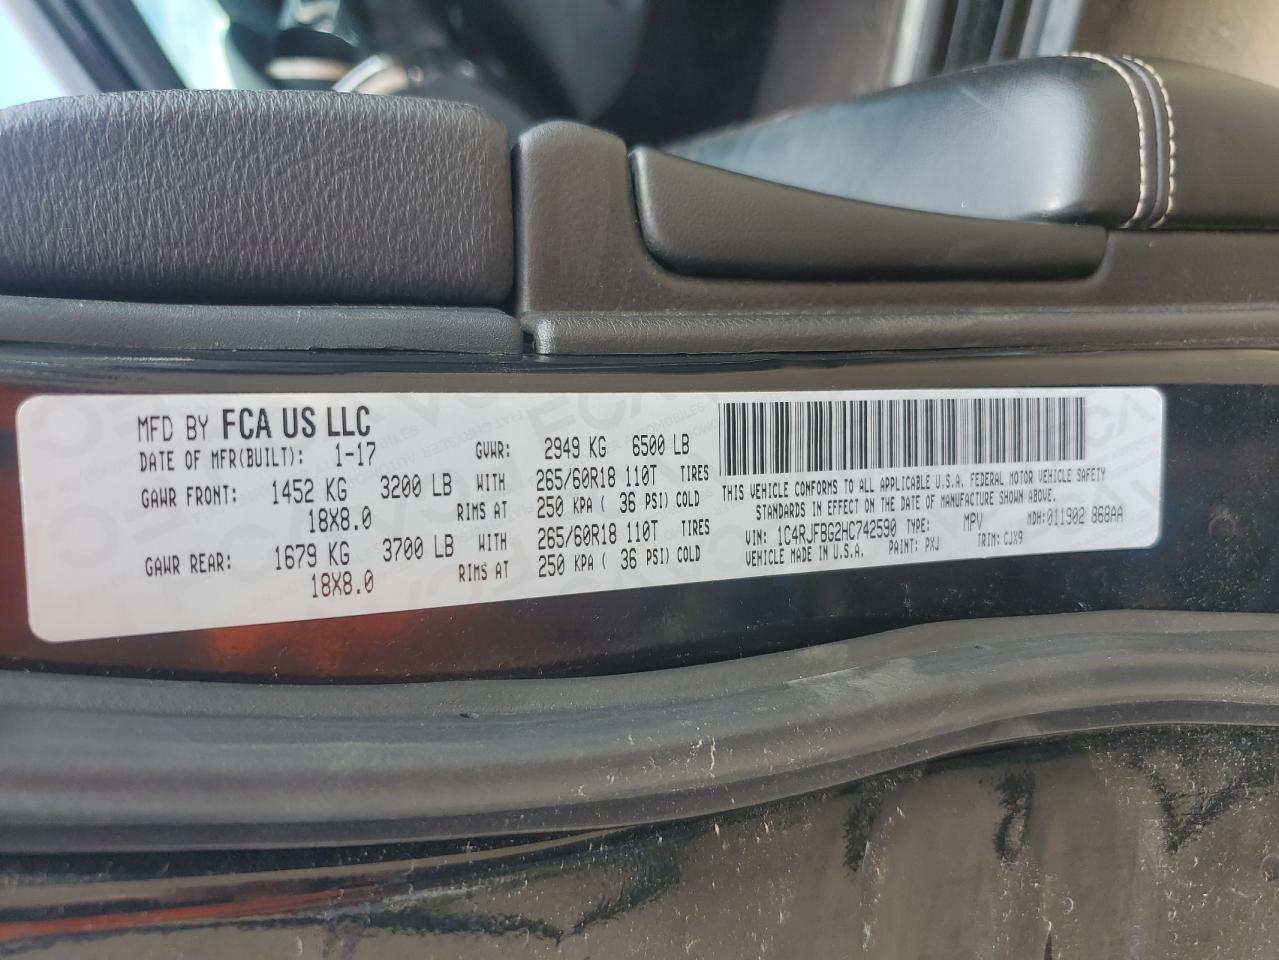 MFD BY FCA US LLC
DATE OF MFR(BUILT): 1-17 GVWR: 2949 KG 6500 LB
GAWR FRONT: 1452 KG 3200 LB WITH 265/60R18 110T TIRES
18X8.0 RIMS AT 250 KPA ( 36 PSI) COLD
GAWR REAR: 1679 KG 3700 LB WITH 265/60R18 110T TIRES
18X8.0 RIMS AT 250 KPA ( 36 PSI) COLD
THIS VEHICLE CONFORMS TO ALL APPLICABLE U.S.A. FEDERAL MOTOR VEHICLE SAFETY
STANDARDS IN EFFECT ON THE DATE OF MANUFACTURE SHOWN ABOVE.
VIN: 1C4RJFBG2HC742590 TYPE: MPV MDH:011902 868AA
VEHICLE MADE IN U.S.A. PAINT: PXJ TRIM: CJX9